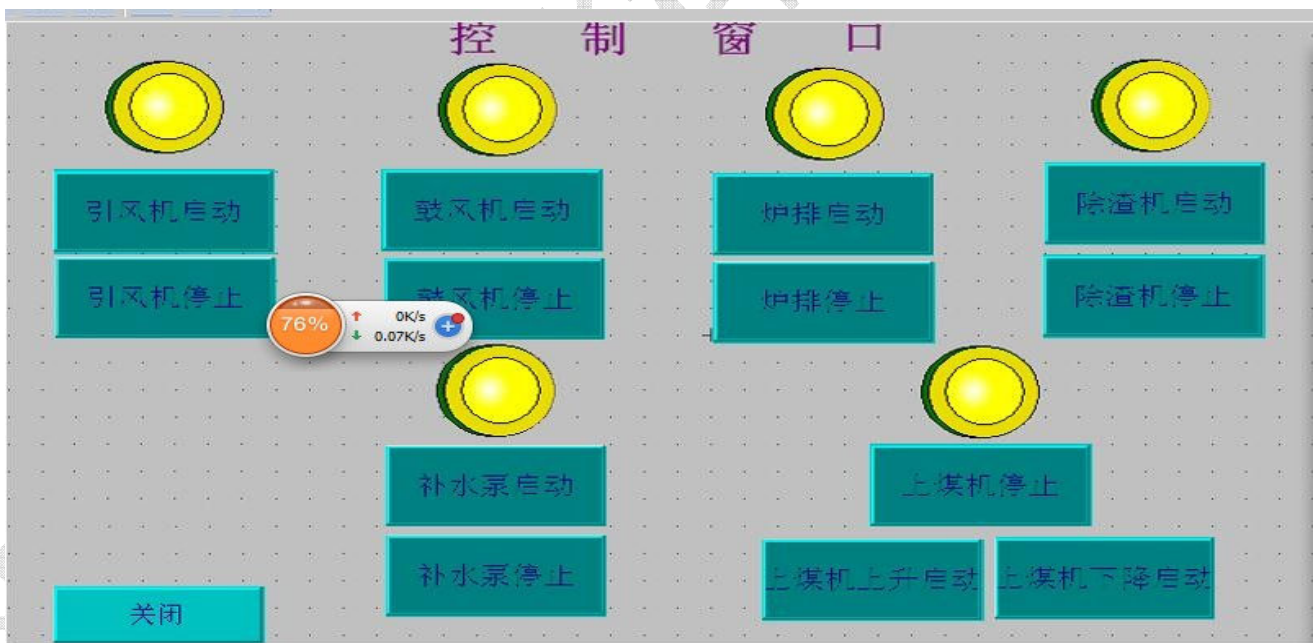 控制窗口
引风机启动
鼓风机启动
炉排启动
除渣机启动
引风机停止
鼓风机停止
炉排停止
除渣机停止
76%
0K/s
0.07K/s
补水泵启动
上煤机停止
补水泵停止
上煤机上升启动
上煤机下降启动
关闭